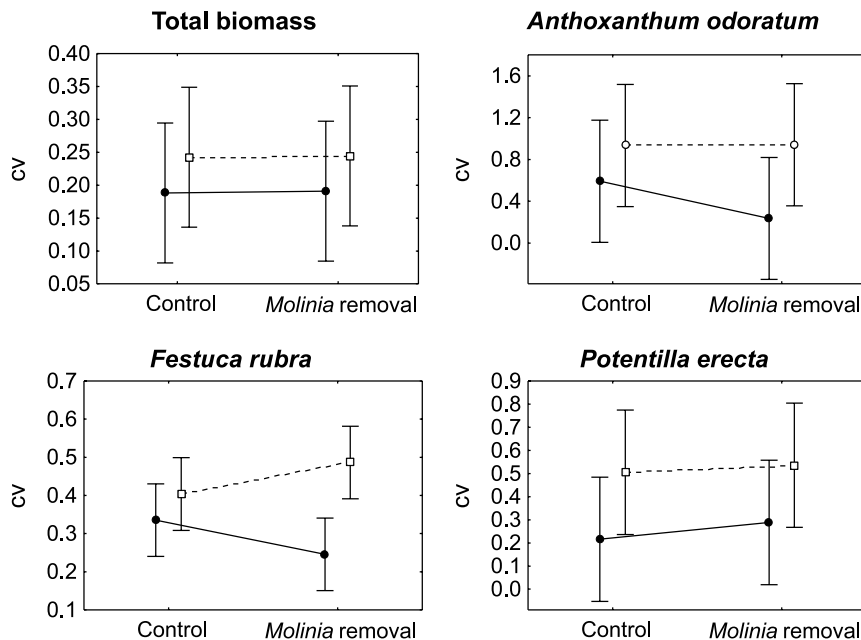 Total biomass
cv
0.40
0.35
0.30
0.25
0.20
0.15
0.10
0.05
Control
Molinia removal
Anthoxanthum odoratum
cv
1.6
1.2
0.8
0.4
0.0
Control
Molinia removal
Festuca rubra
cv
0.7
0.6
0.5
0.4
0.3
0.2
0.1
Control
Molinia removal
Potentilla erecta
cv
0.9
0.8
0.7
0.6
0.5
0.4
0.3
0.2
0.1
0.0
Control
Molinia removal